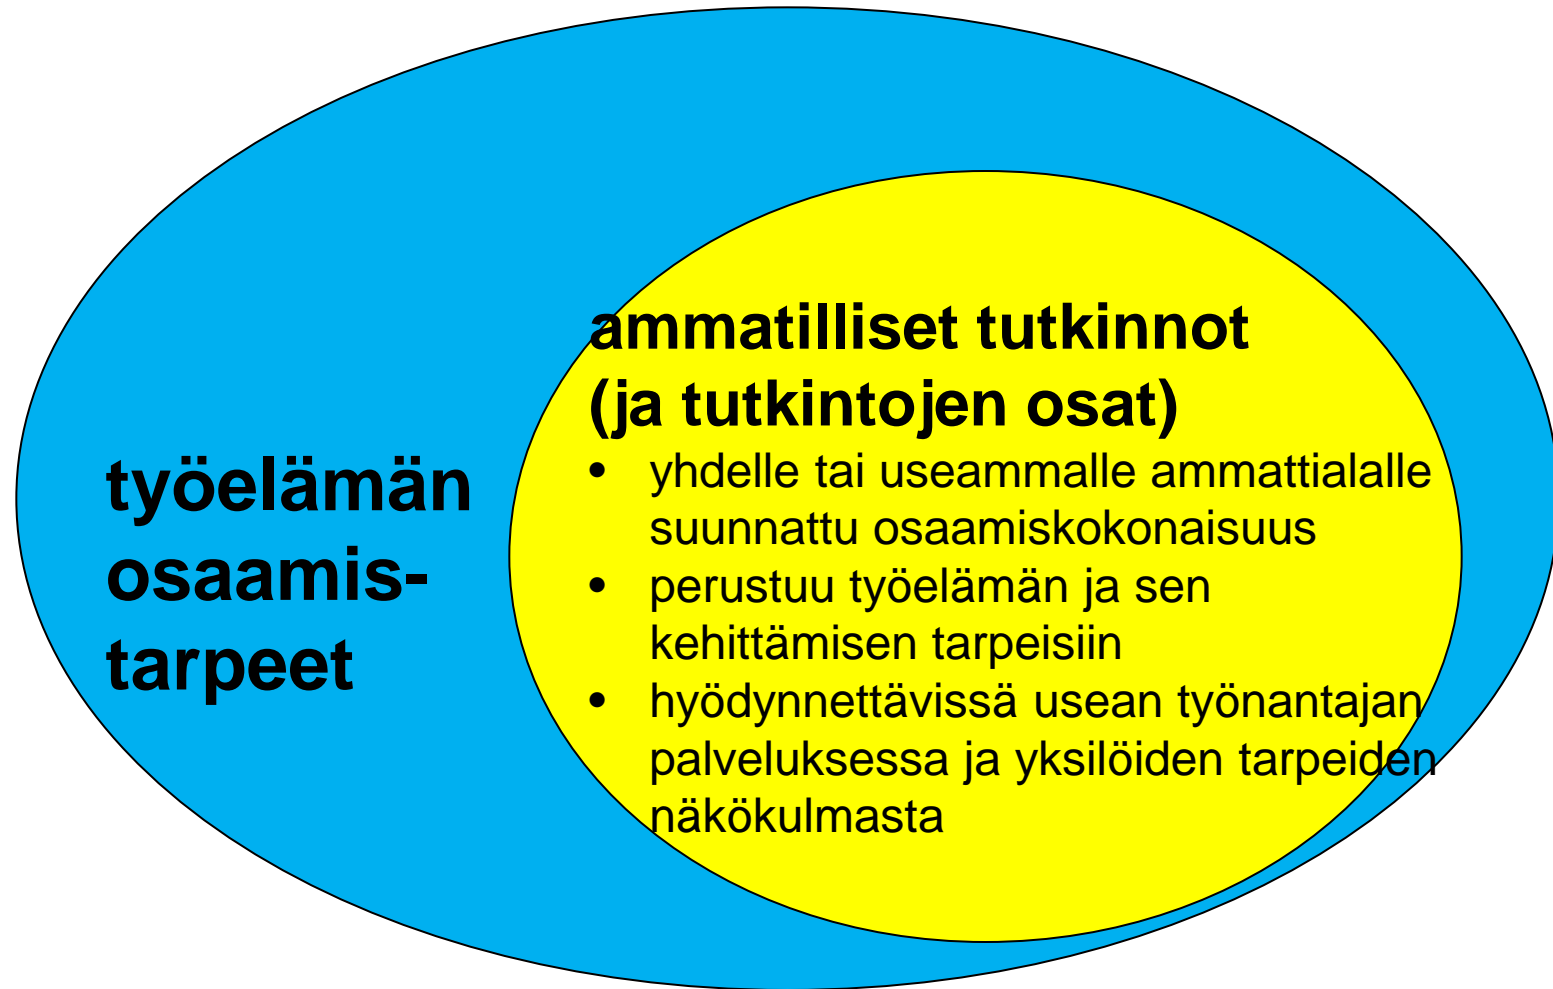 työelämän
osaamis-
tarpeet
ammatilliset tutkinnot
(ja tutkintojen osat)
• yhdelle tai useammalle ammattialalle
suunnattu osaamiskokonaisuus
• perustuu työelämän ja sen
kehittämisen tarpeisiin
• hyödynnettävissä usean työnantajan
palveluksessa ja yksilöiden tarpeiden
näkökulmasta